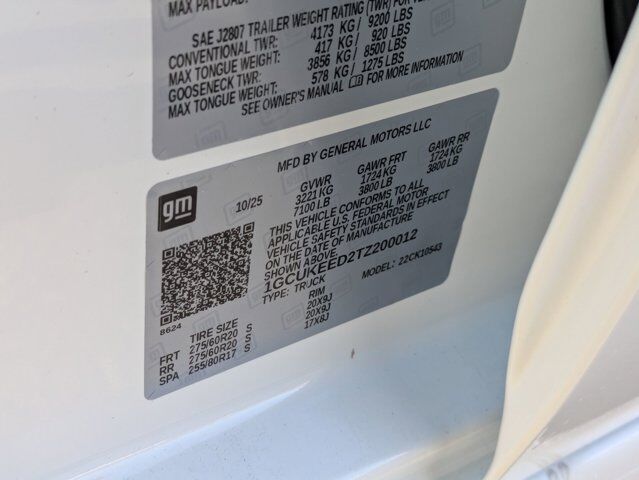 MAX PAYLOAD:
SAE J2807 TRAILER WEIGHT RATING (TWR) FOR
CONVENTIONAL TWR: 4173 KG / 9200 LBS
MAX TONGUE WEIGHT: 417 KG / 920 LBS
GOOSENECK TWR: 3856 KG / 8500 LBS
MAX TONGUE WEIGHT: 578 KG / 1275 LBS
SEE OWNER'S MANUAL FOR MORE INFORMATION
MFD BY GENERAL MOTORS LLC
gm
10/25
GVWR GAWR FRT GAWR RR
3221 KG 1724 KG 1724 KG
7100 LB 3800 LB 3800 LB
THIS VEHICLE CONFORMS TO ALL
APPLICABLE U.S. FEDERAL MOTOR
VEHICLE SAFETY STANDARDS IN EFFECT
ON THE DATE OF MANUFACTURE
SHOWN ABOVE.
1GCUKEED2TZ200012
TYPE: TRUCK MODEL: 22CK10543
8624
TIRE SIZE RIM
FRT 275/60R20 S 20X9J
RR 275/60R20 S 20X9J
SPA 255/80R17 S 17X8J